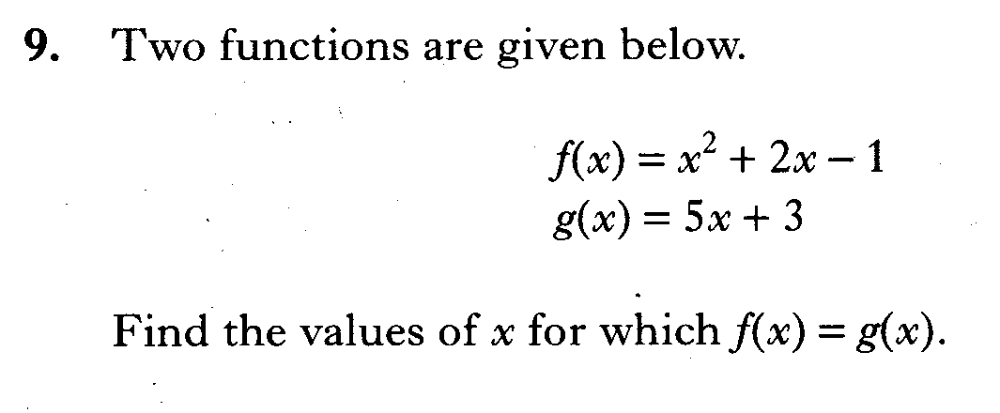 9. Two functions are given below.
f(x) = x² + 2x − 1
g(x) = 5x + 3
Find the values of x for which f(x) = g(x).